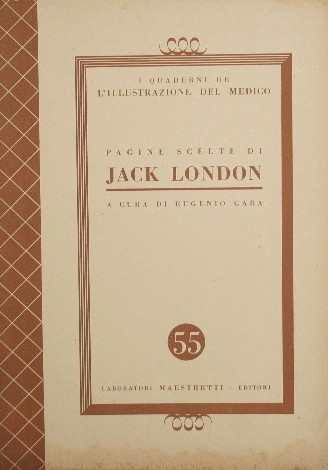 I QUADERNI DE
L'ILLUSTRAZIONE DEL MEDICO
PAGINE SCELTE DI
JACK LONDON
A CURA DI EUGENIO GARA
55
LABORATORI MAESTRETTI - EDITORI